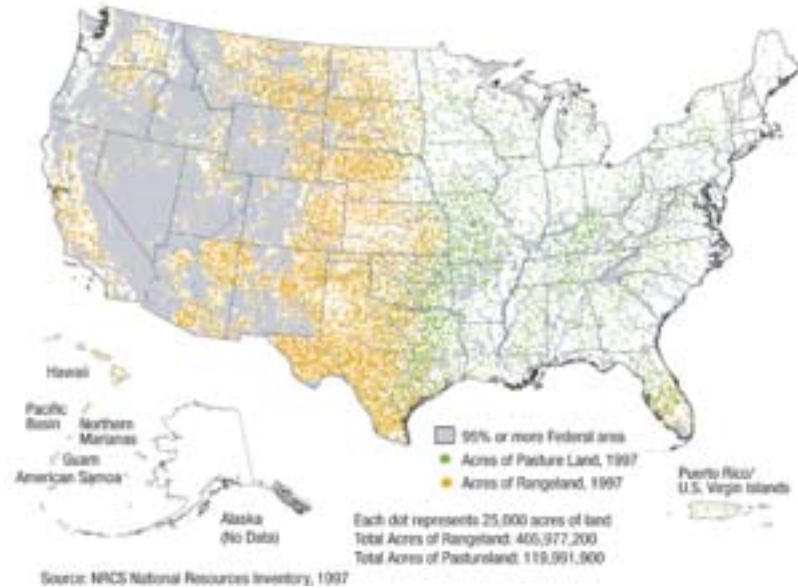 Hawaii
Pacific
Basin
Northern
Marianas
Guam
American Samoa
Alaska
(No Data)
95% or more Federal area
Acres of Pasture Land, 1997
Acres of Rangeland, 1997
Puerto Rico/
U.S. Virgin Islands
Each dot represents 25,000 acres of land
Total Acres of Rangeland: 405,977,200
Total Acres of Pastureland: 119,991,900
Source: NRCS National Resources Inventory, 1997